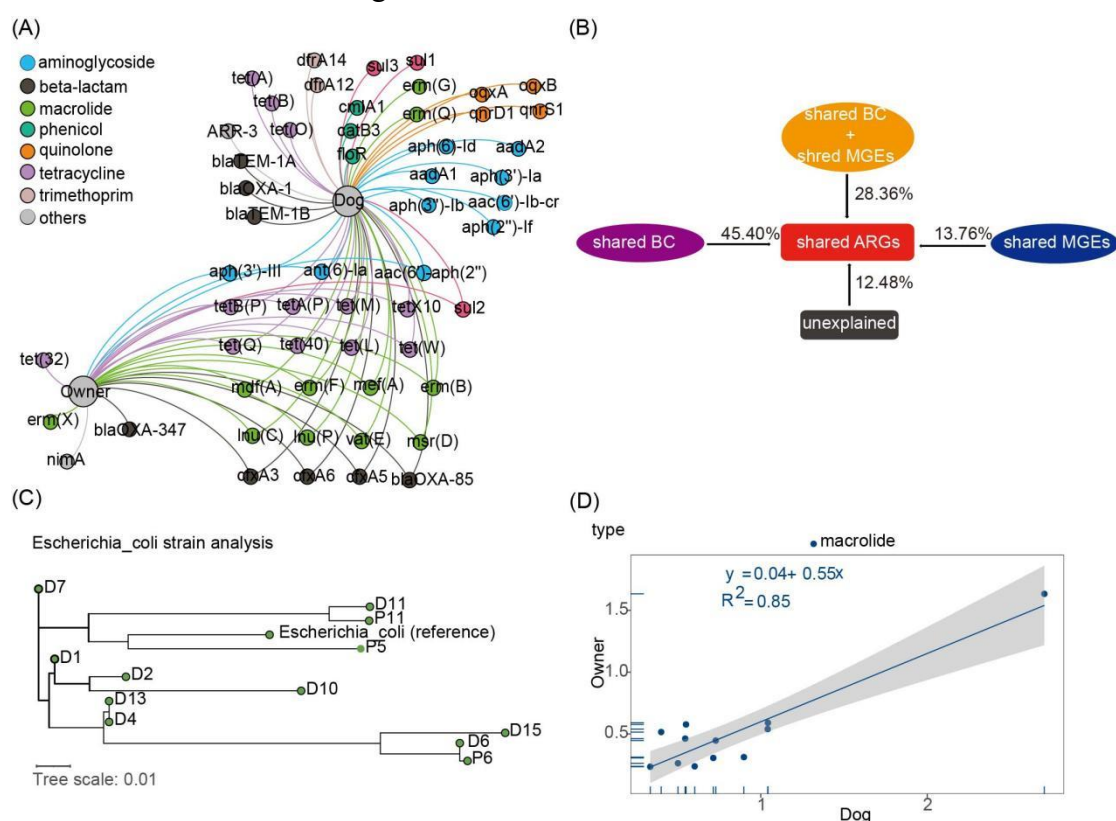 (A)
aminoglycoside
beta-lactam
macrolide
phenicol
quinolone
tetracycline
trimethoprim
others
dfrA14
sul3
sul1
tet(A)
dfrA12
erm(G)
oqxA
oqxB
tet(B)
cmlA1
erm(Q)
qnrD1
qnrS1
tet(O)
catB3
APR-3
floR
aph(6)-Id
aadA2
blaTEM-1A
aadA1
aph(3')-Ia
blaOXA-1
Dog
blaTEM-1B
aph(3'')-Ib
aac(6')-Ib-cr
aph(2'')-If
aph(3')-III
ant(6)-Ia
aac(6')-aph(2'')
tetB(P)
tetA(P)
tet(M)
tetX10
sul2
tet(Q)
tet(40)
tet(L)
tet(W)
tet(32)
Owner
mdf(A)
erm(F)
mef(A)
erm(B)
erm(X)
blaOXA-347
lnu(C)
lnu(P)
vat(E)
msr(D)
nimA
cfxA3
cfxA6
cfxA5
blaOXA-85
(B)
shared BC
+
shred MGEs
28.36%
shared BC
45.40%
shared ARGs
13.76%
shared MGEs
12.48%
unexplained
(C)
Escherichia_coli strain analysis
D7
D11
P11
Escherichia_coli (reference)
P5
D1
D2
D10
D13
D4
D15
D6
P6
Tree scale: 0.01
(D)
type
macrolide
y =0.04+ 0.55x
R2=0.85
1.5
1.0
0.5
Owner
1
2
Dog